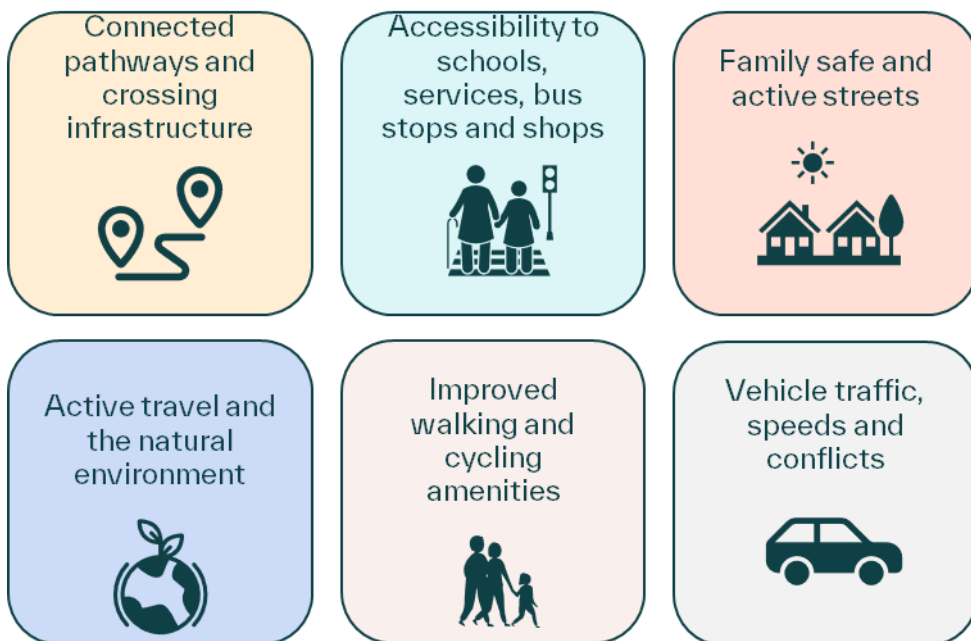 Connected
pathways and
crossing
infrastructure
Accessibility to
schools,
services, bus
stops and shops
Family safe and
active streets
Active travel and
the natural
environment
Improved
walking and
cycling
amenities
Vehicle traffic,
speeds and
conflicts